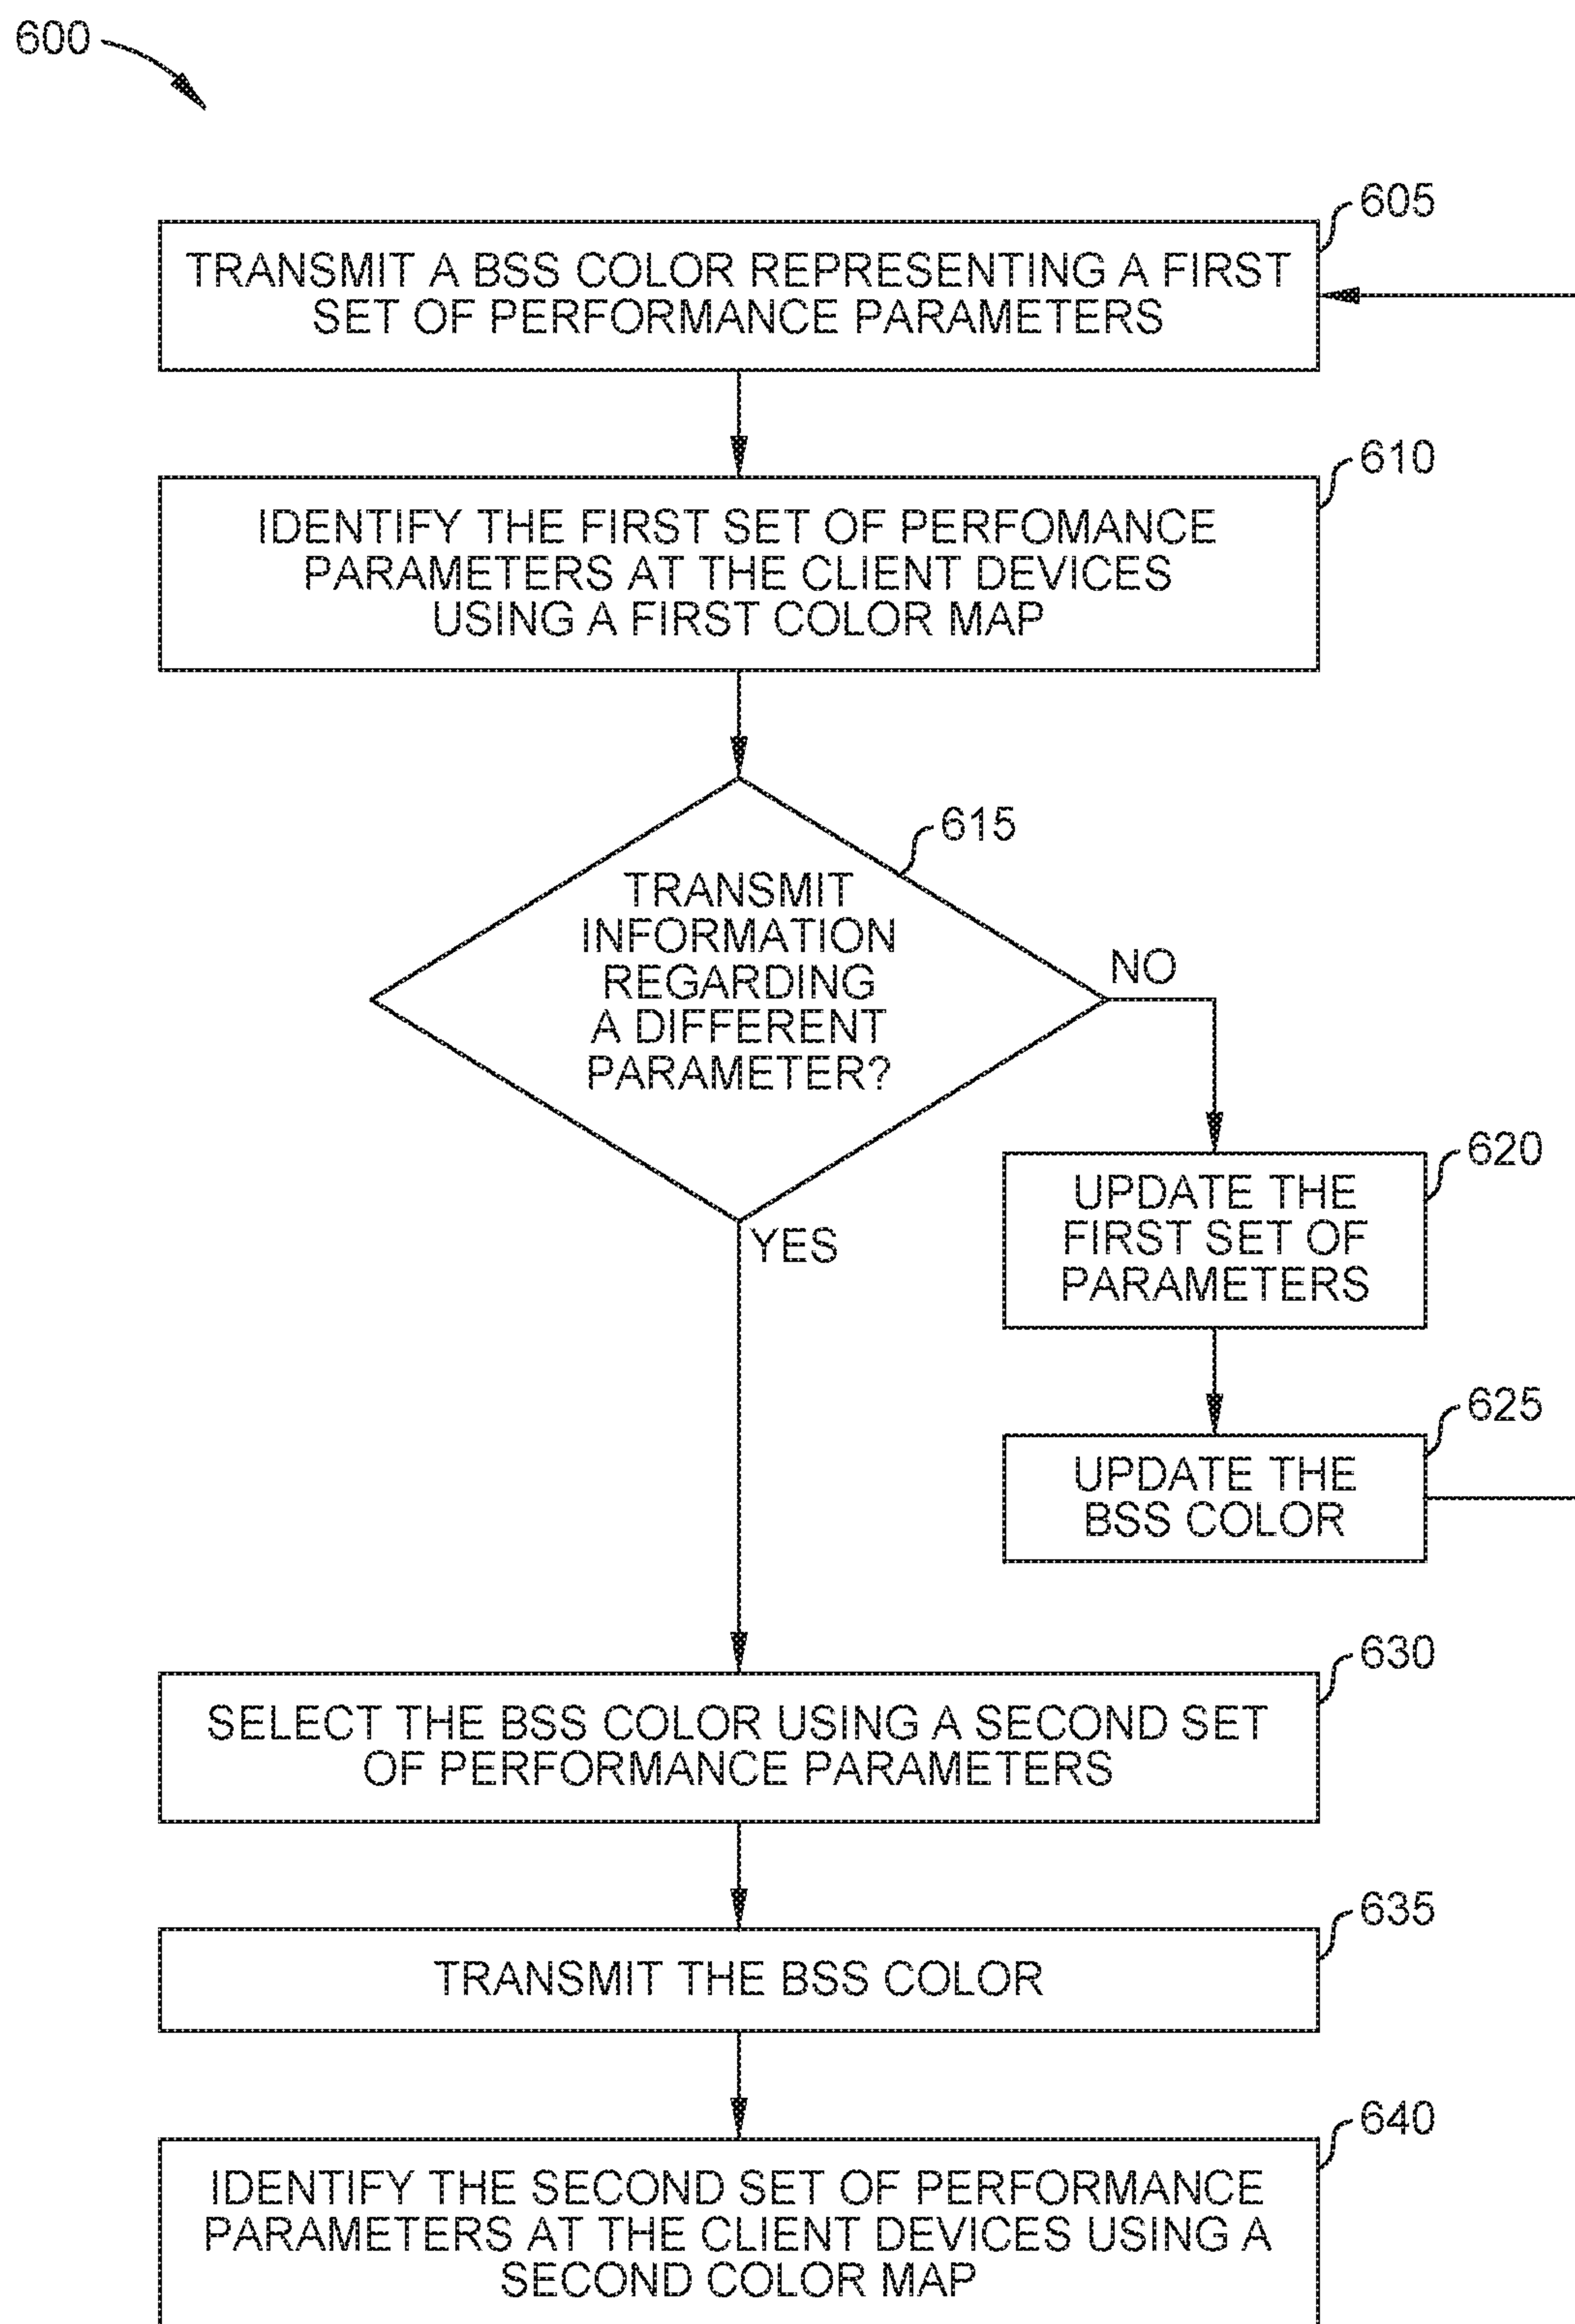 600
605
TRANSMIT A BSS COLOR REPRESENTING A FIRST
SET OF PERFORMANCE PARAMETERS
610
IDENTIFY THE FIRST SET OF PERFOMANCE
PARAMETERS AT THE CLIENT DEVICES
USING A FIRST COLOR MAP
615
TRANSMIT
INFORMATION
REGARDING
A DIFFERENT
PARAMETER?
NO
YES
620
UPDATE THE
FIRST SET OF
PARAMETERS
625
UPDATE THE
BSS COLOR
630
SELECT THE BSS COLOR USING A SECOND SET
OF PERFORMANCE PARAMETERS
635
TRANSMIT THE BSS COLOR
640
IDENTIFY THE SECOND SET OF PERFORMANCE
PARAMETERS AT THE CLIENT DEVICES USING A
SECOND COLOR MAP